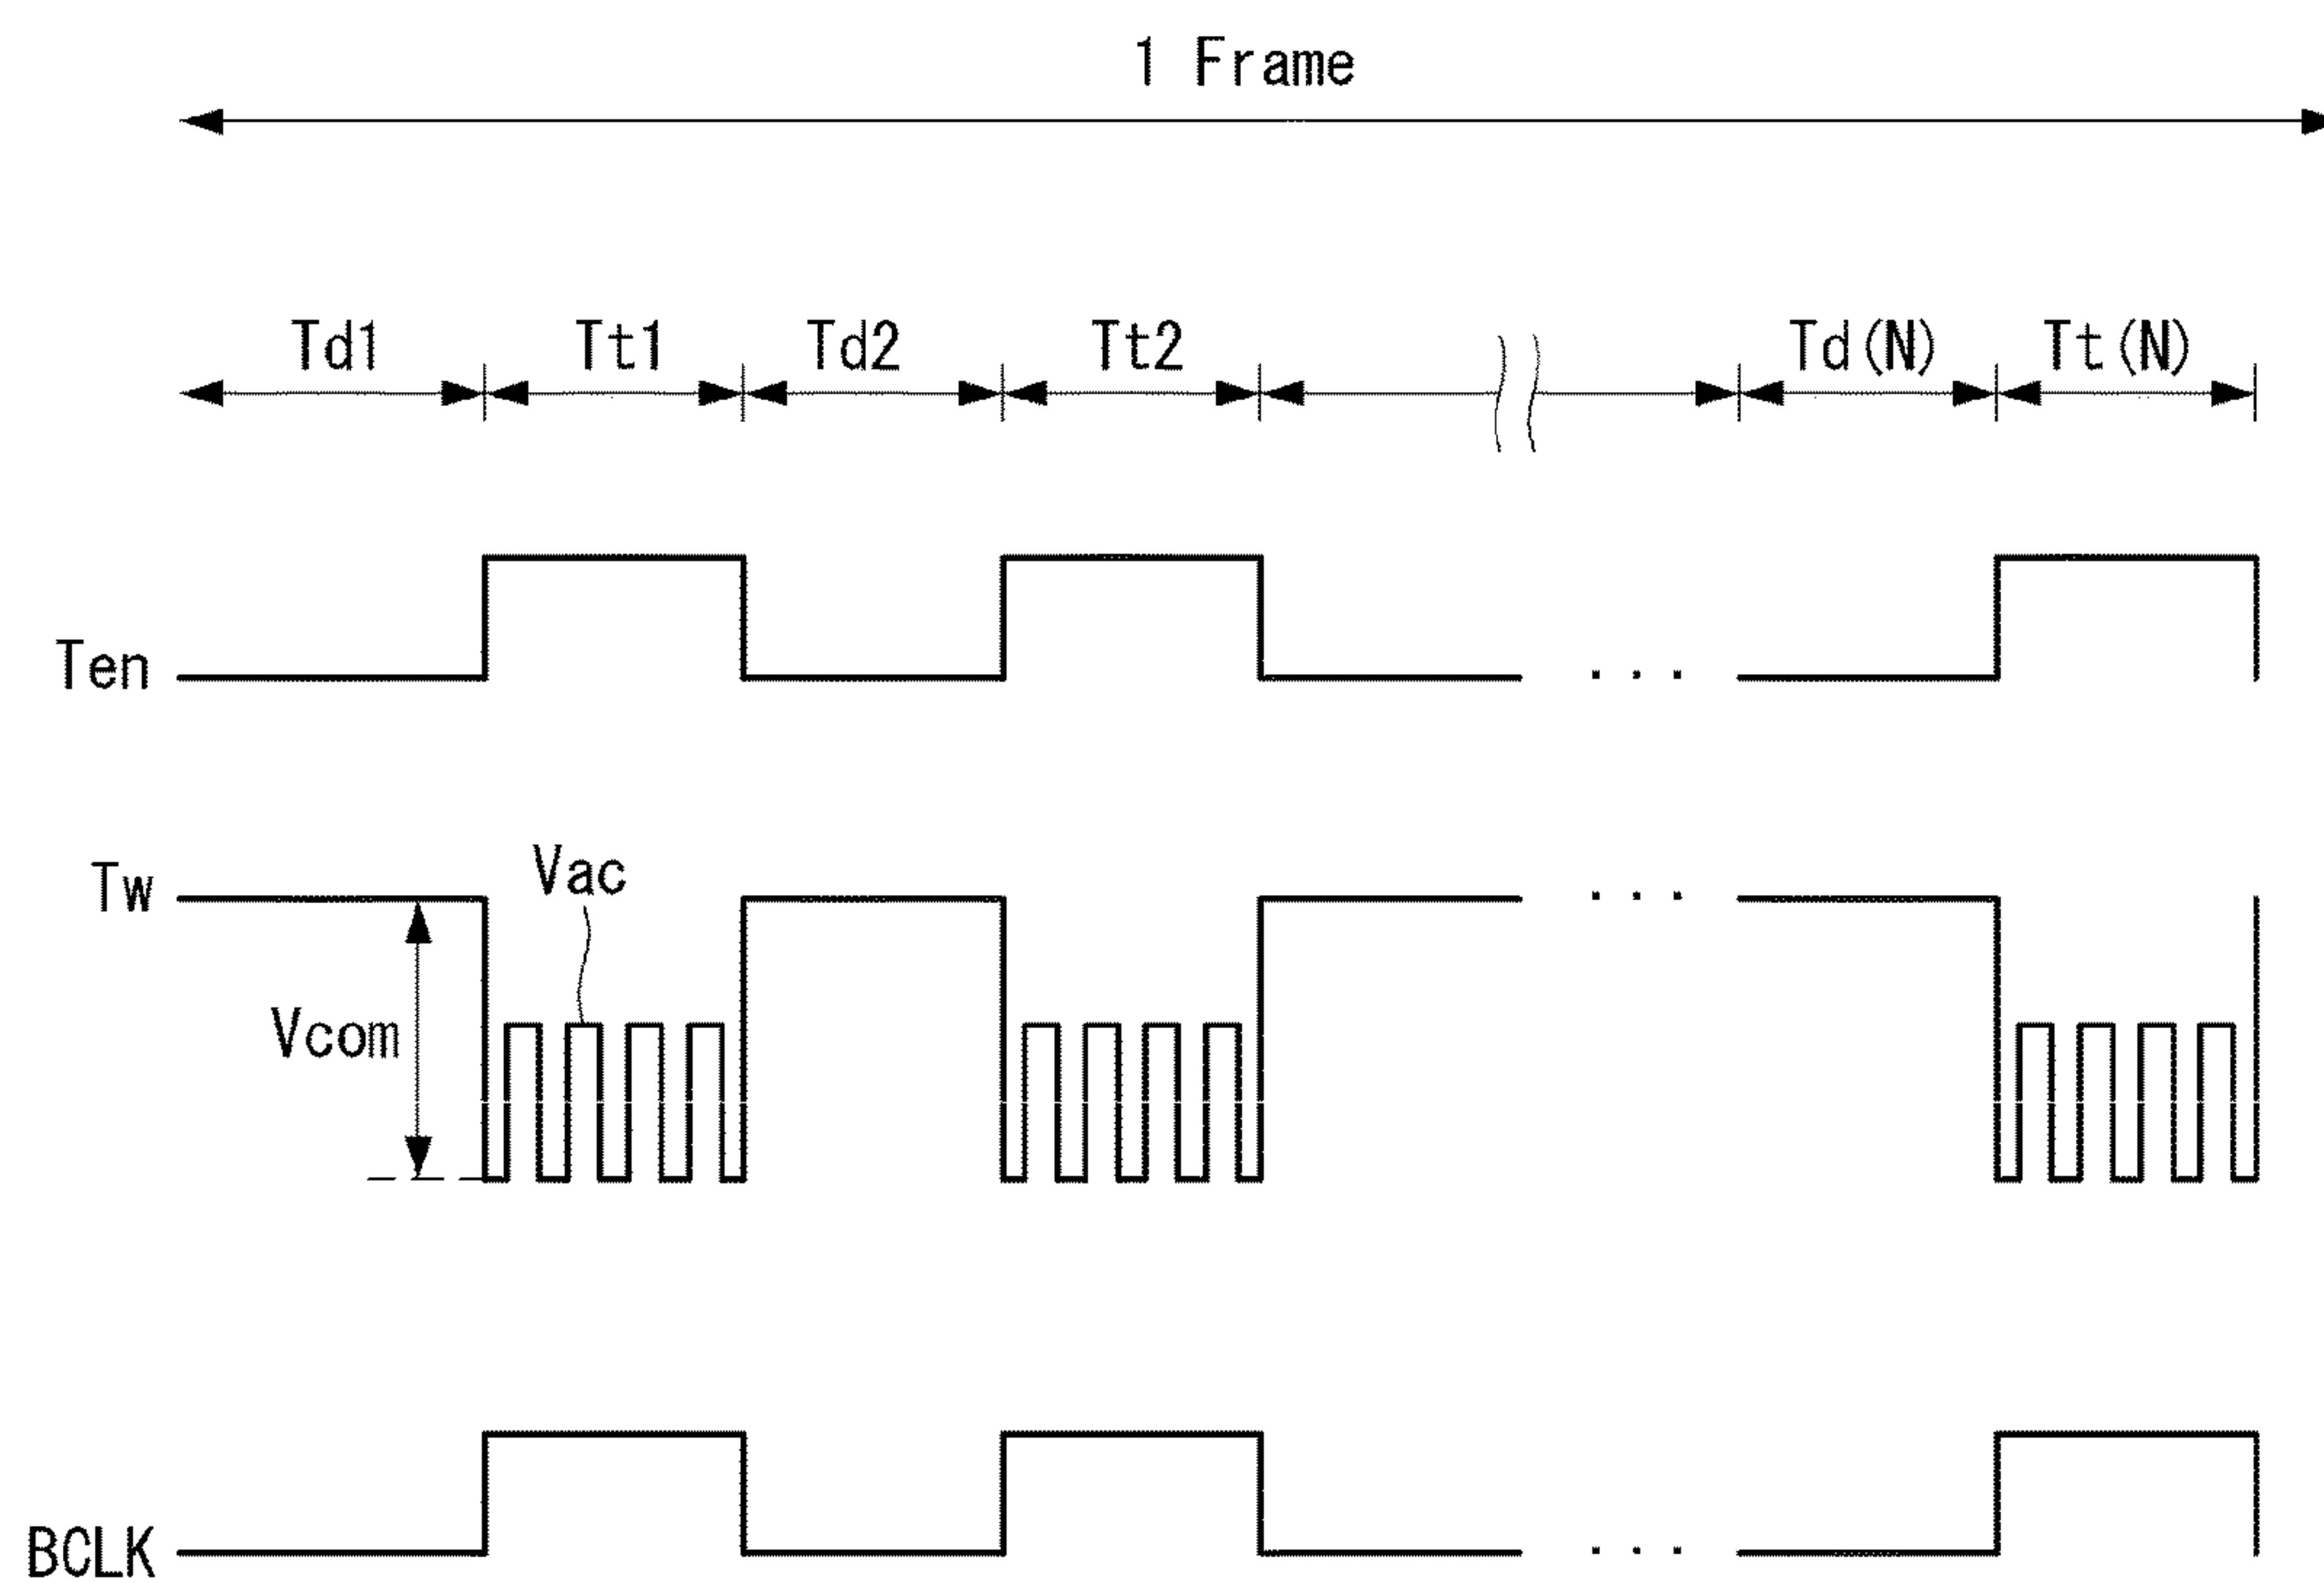 1 Frame
Td1 Tt1 Td2 Tt2 Td(N) Tt(N)
Ten
. . .
Tw
Vac
. . .
Vcom
BCLK
. . .